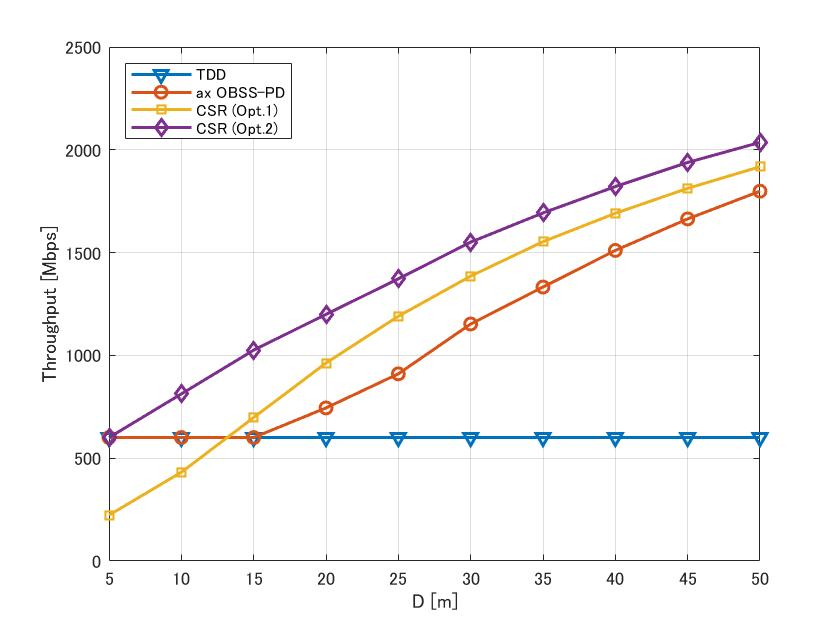 2500
2000
1500
1000
500
0
Throughput [Mbps]
TDD
ax OBSS-PD
CSR (Opt.1)
CSR (Opt.2)
5 10 15 20 25 30 35 40 45 50
D [m]